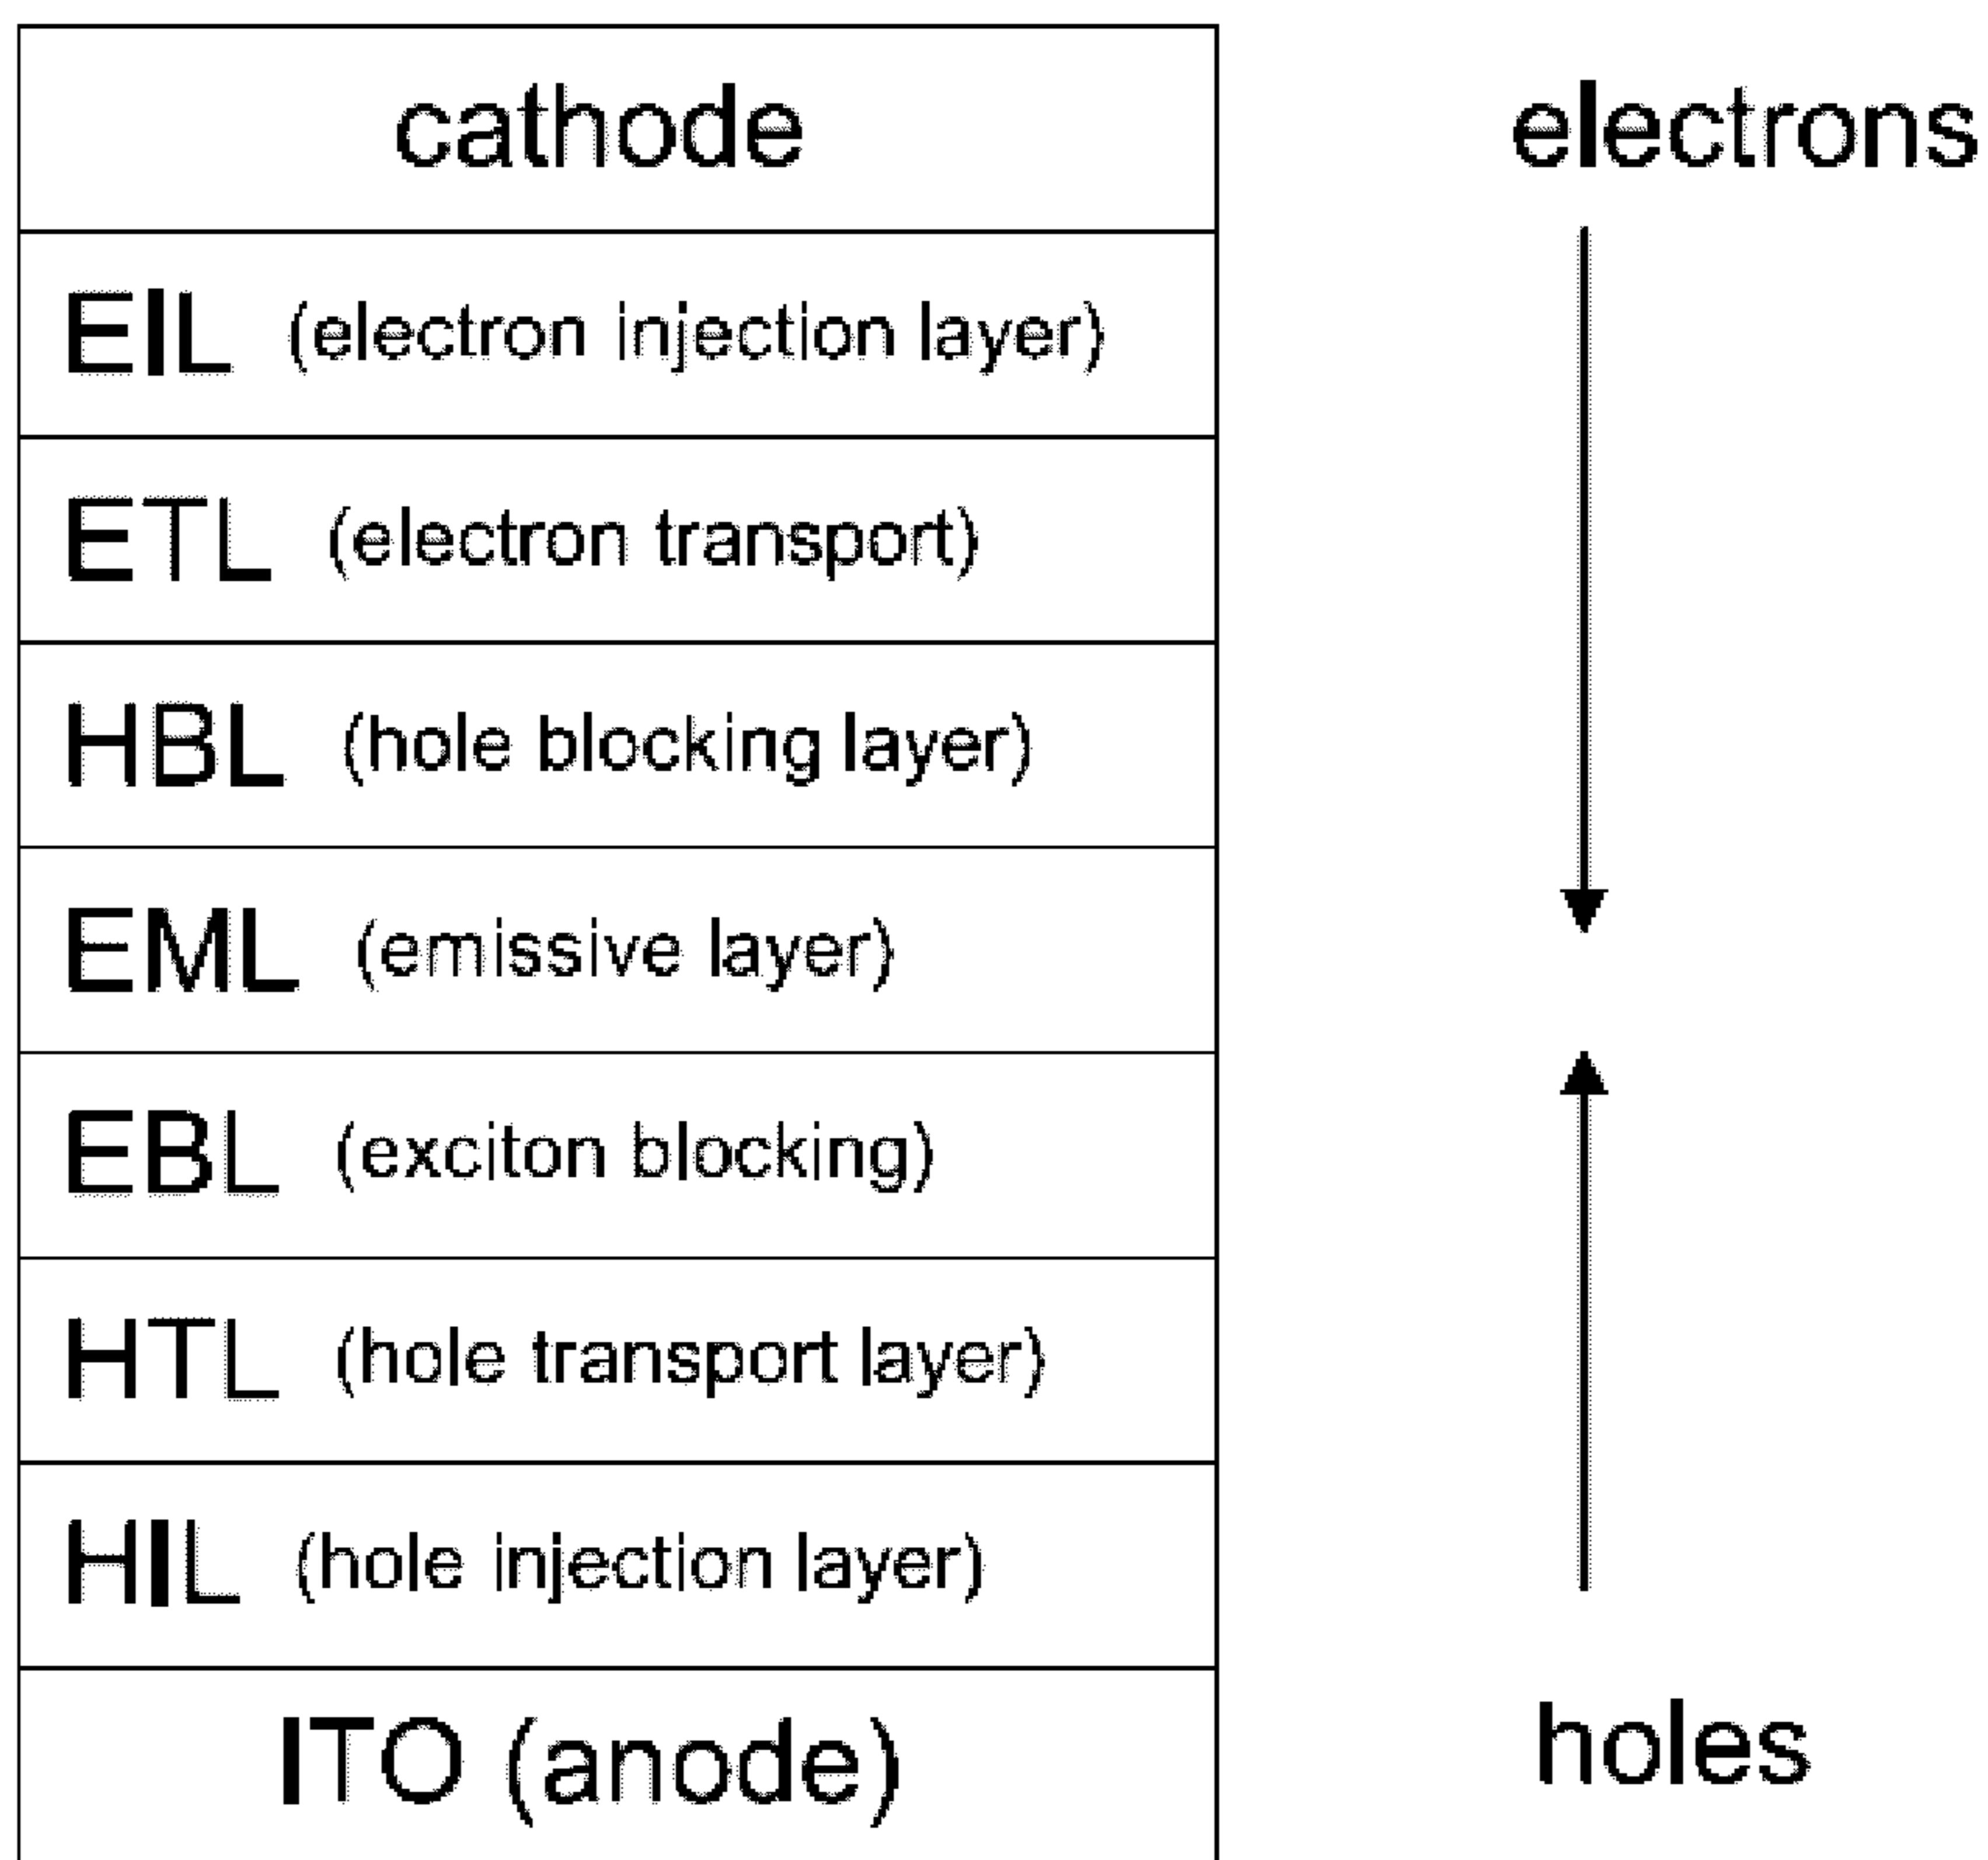 cathode
electrons
EIL (electron injection layer)
ETL (electron transport)
HBL (hole blocking layer)
EML (emissive layer)
EBL (exciton blocking)
HTL (hole transport layer)
HIL (hole injection layer)
ITO (anode)
holes